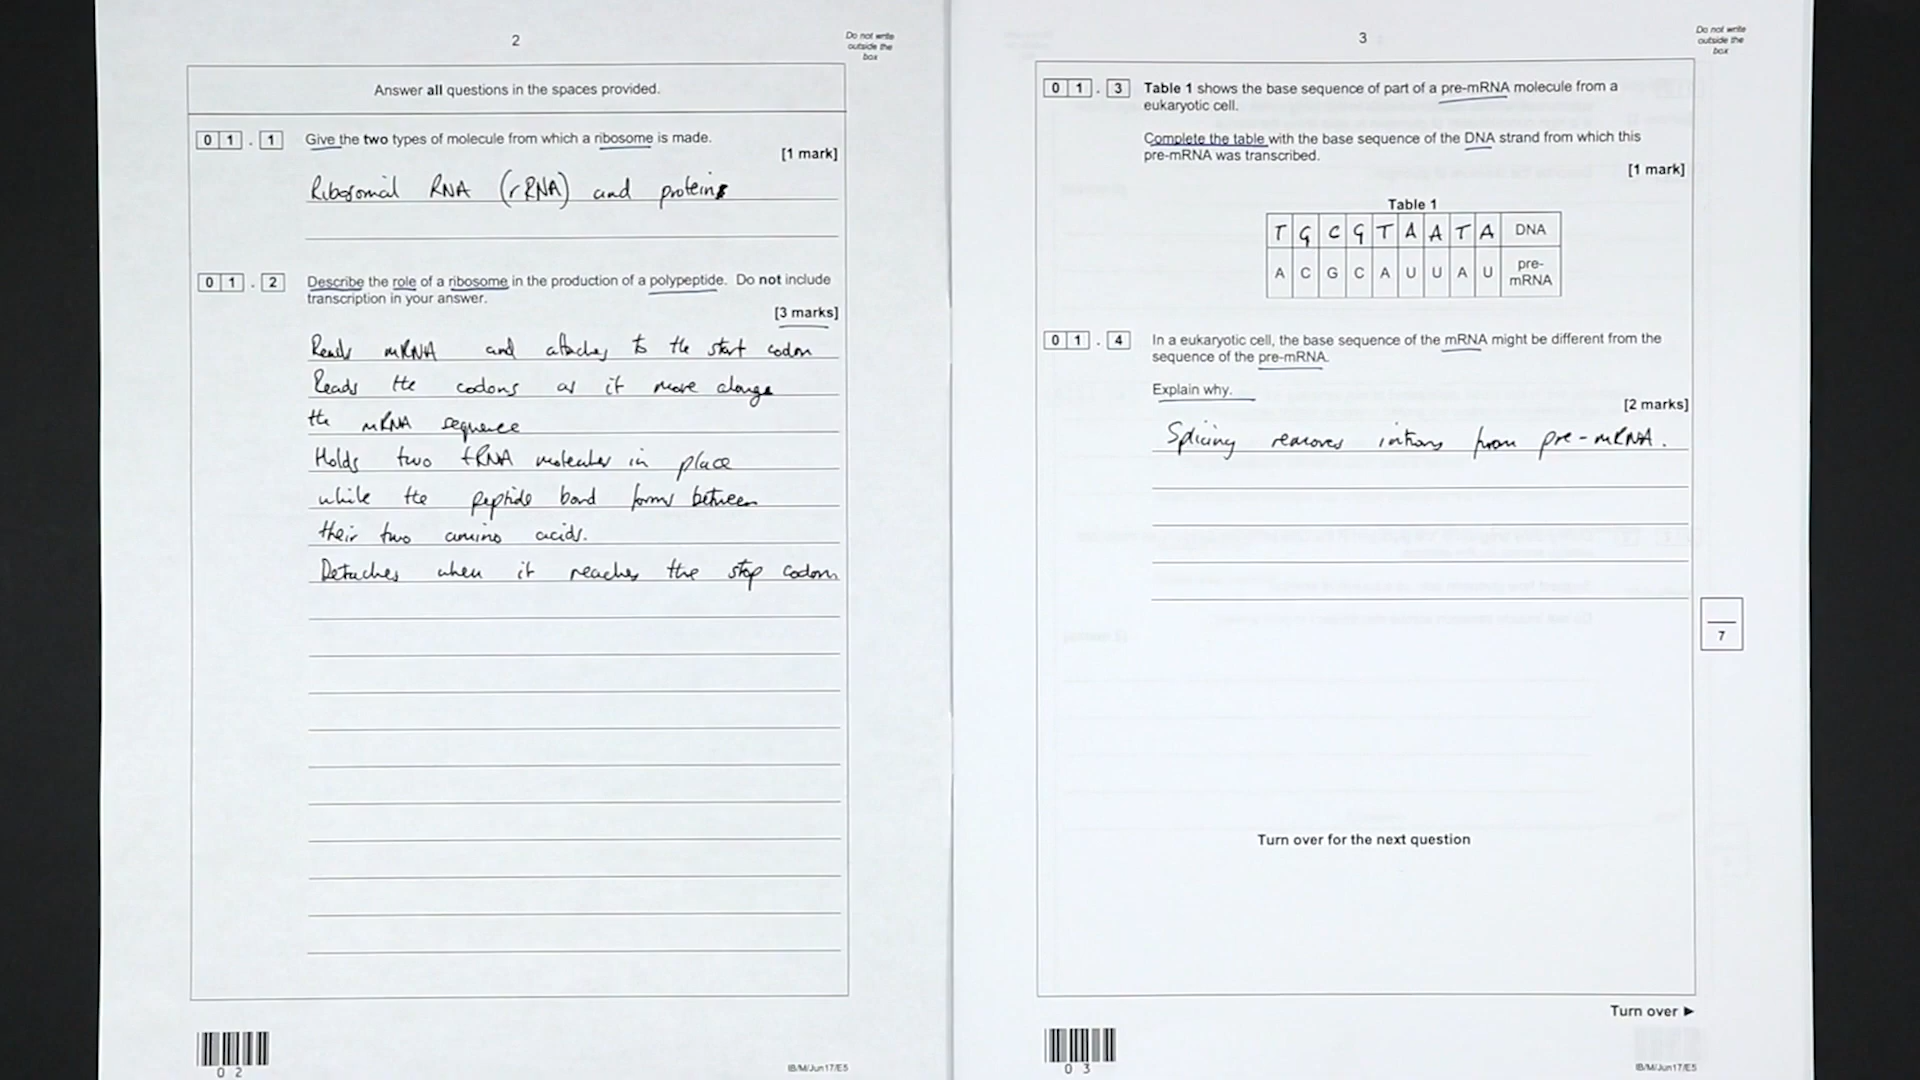 2
Do not write
outside the
box
Answer all questions in the spaces provided.
0 1 . 1 Give the two types of molecule from which a ribosome is made.
[1 mark]
Ribosomal RNA (rRNA) and proteins
0 1 . 2 Describe the role of a ribosome in the production of a polypeptide. Do not include
transcription in your answer.
[3 marks]
Reads mRNA and attaches to the start codon
Reads the codons as it move along
the mRNA sequence
Holds two tRNA molecules in place
while the peptide bond forms between
their two amino acids.
Detaches when it reaches the stop codon
0 2
IB/M/Jun17/E5
3
Do not write
outside the
box
0 1 . 3 Table 1 shows the base sequence of part of a pre-mRNA molecule from a
eukaryotic cell.
Complete the table with the base sequence of the DNA strand from which this
pre-mRNA was transcribed.
[1 mark]
Table 1
T G C G T A A T A DNA
A C G C A U U A U pre-
mRNA
0 1 . 4 In a eukaryotic cell, the base sequence of the mRNA might be different from the
sequence of the pre-mRNA.
Explain why.
[2 marks]
Splicing removes introns from pre-mRNA.
7
Turn over for the next question
Turn over ►
0 3
IB/M/Jun17/E5